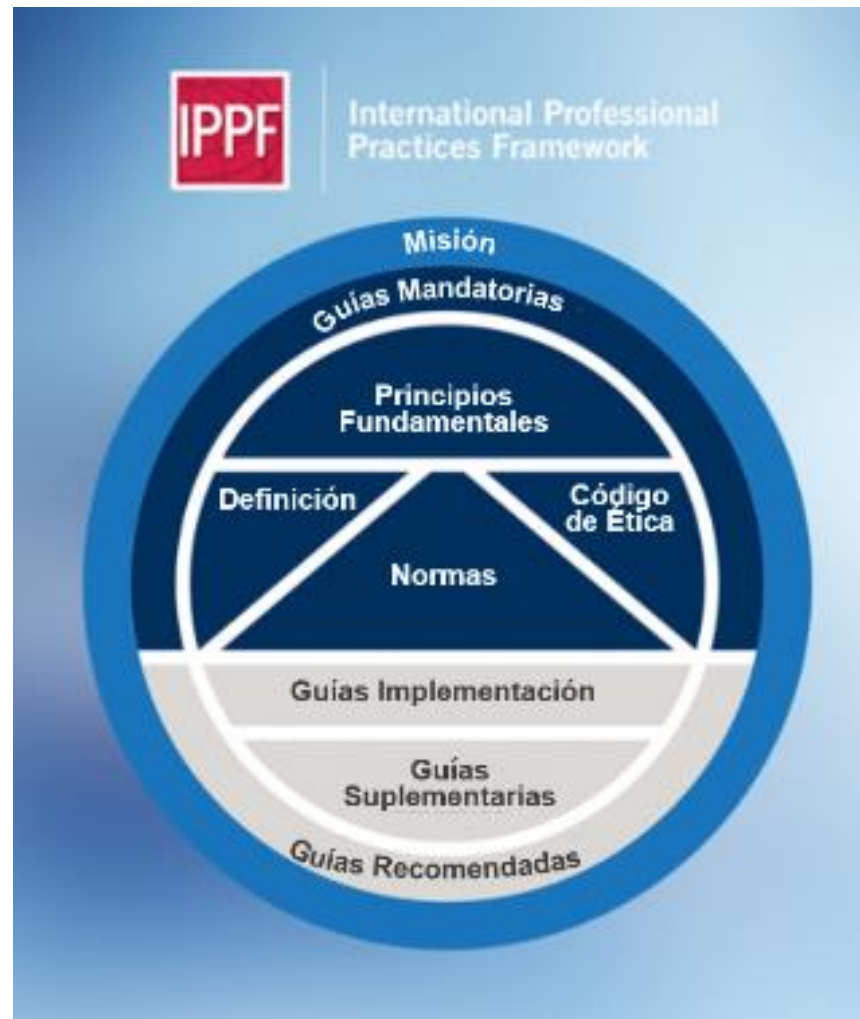 IPPF
International Professional
Practices Framework
Misión
Guías Mandatorias
Principios
Fundamentales
Definición
Código
de Ética
Normas
Guías Implementación
Guías
Suplementarias
Guías Recomendadas